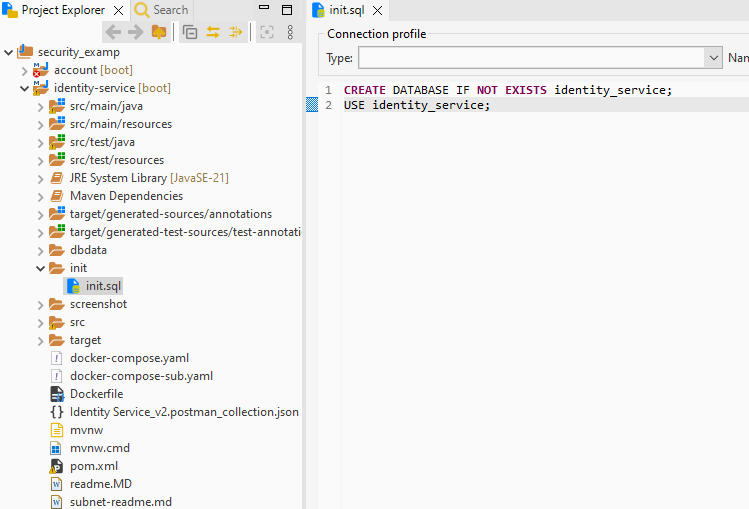 Project Explorer
Search
security_examp
account [boot]
identity-service [boot]
src/main/java
src/main/resources
src/test/java
src/test/resources
JRE System Library [JavaSE-21]
Maven Dependencies
target/generated-sources/annotations
target/generated-test-sources/test-annotati
dbdata
init
init.sql
screenshot
src
target
docker-compose.yaml
docker-compose-sub.yaml
Dockerfile
Identity Service_v2.postman_collection.json
mvnw
mvnw.cmd
pom.xml
readme.MD
subnet-readme.md
init.sql
Connection profile
Type:
Nan
1 CREATE DATABASE IF NOT EXISTS identity_service;
2 USE identity_service;